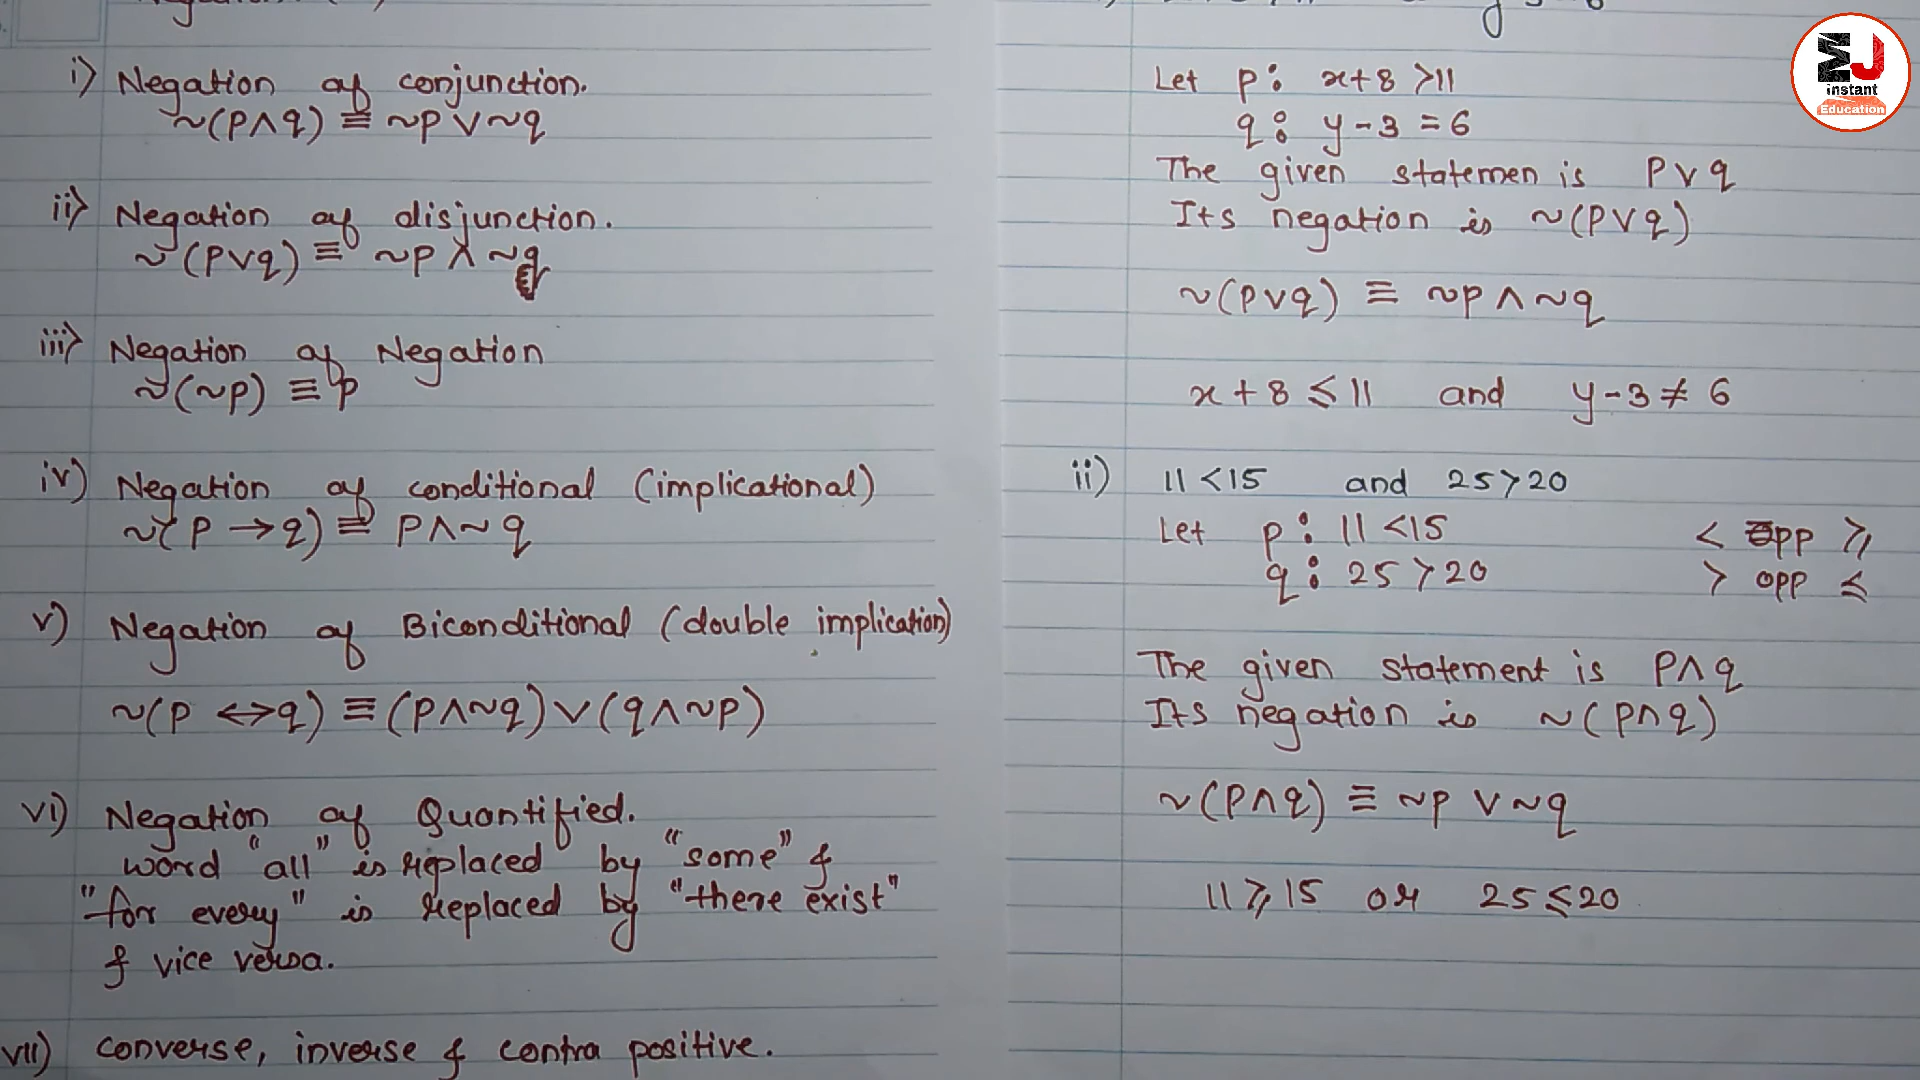 i) Negation of conjunction.
~(p∧q) ≡ ~p ∨ ~q
ii) Negation of disjunction.
~(p∨q) ≡ ~p ∧ ~q
iii) Negation of Negation
~(~p) ≡ p
iv) Negation of conditional (implicational)
~(p → q) ≡ p∧~q
v) Negation of Biconditional (double implication)
~(p ↔ q) ≡ (p∧~q) ∨ (q∧~p)
vi) Negation of Quantified.
word "all" is replaced by "some" &
"for every" is replaced by "there exist"
& vice versa.
vii) converse, inverse & contra positive.
Let p: x+8 >11
q: y-3 = 6
The given statemen is p∨q
Its negation is ~(p∨q)
~(p∨q) ≡ ~p ∧ ~q
x+8 ⩽ 11 and y-3 ≠ 6
ii) 11 <15 and 25>20
Let p: 11 <15 < opp ⩾
q: 25 >20 > opp ⩽
The given statement is p∧q
Its negation is ~(p∧q)
~(p∧q) ≡ ~p ∨ ~q
11 ⩾ 15 or 25 ⩽ 20
MJ
instant
Education